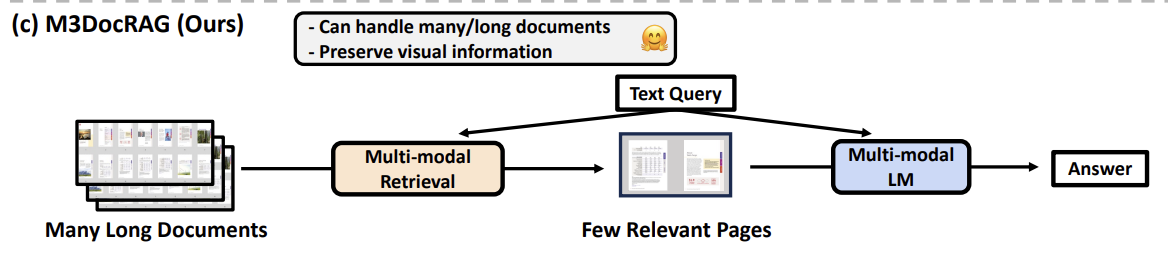 (c) M3DocRAG (Ours)
- Can handle many/long documents
- Preserve visual information
Text Query
Multi-modal
Retrieval
Multi-modal
LM
Answer
Many Long Documents
Few Relevant Pages